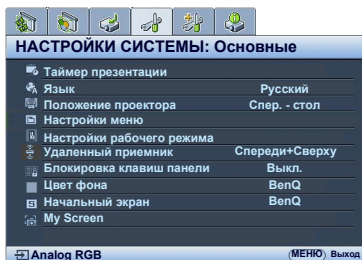 НАСТРОЙКИ СИСТЕМЫ: Основные
Таймер презентации
Язык Русский
Положение проектора Спер. - стол
Настройки меню
Настройки рабочего режима
Удаленный приемник Спереди+Сверху
Блокировка клавиш панели Выкл.
Цвет фона BenQ
Начальный экран BenQ
My Screen
Analog RGB МЕНЮ Выход